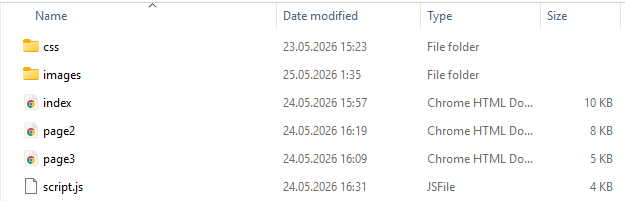 Name Date modified Type Size
css 23.05.2026 15:23 File folder
images 25.05.2026 1:35 File folder
index 24.05.2026 15:57 Chrome HTML Do... 10 KB
page2 24.05.2026 16:19 Chrome HTML Do... 8 KB
page3 24.05.2026 16:09 Chrome HTML Do... 5 KB
script.js 24.05.2026 16:31 JSFile 4 KB